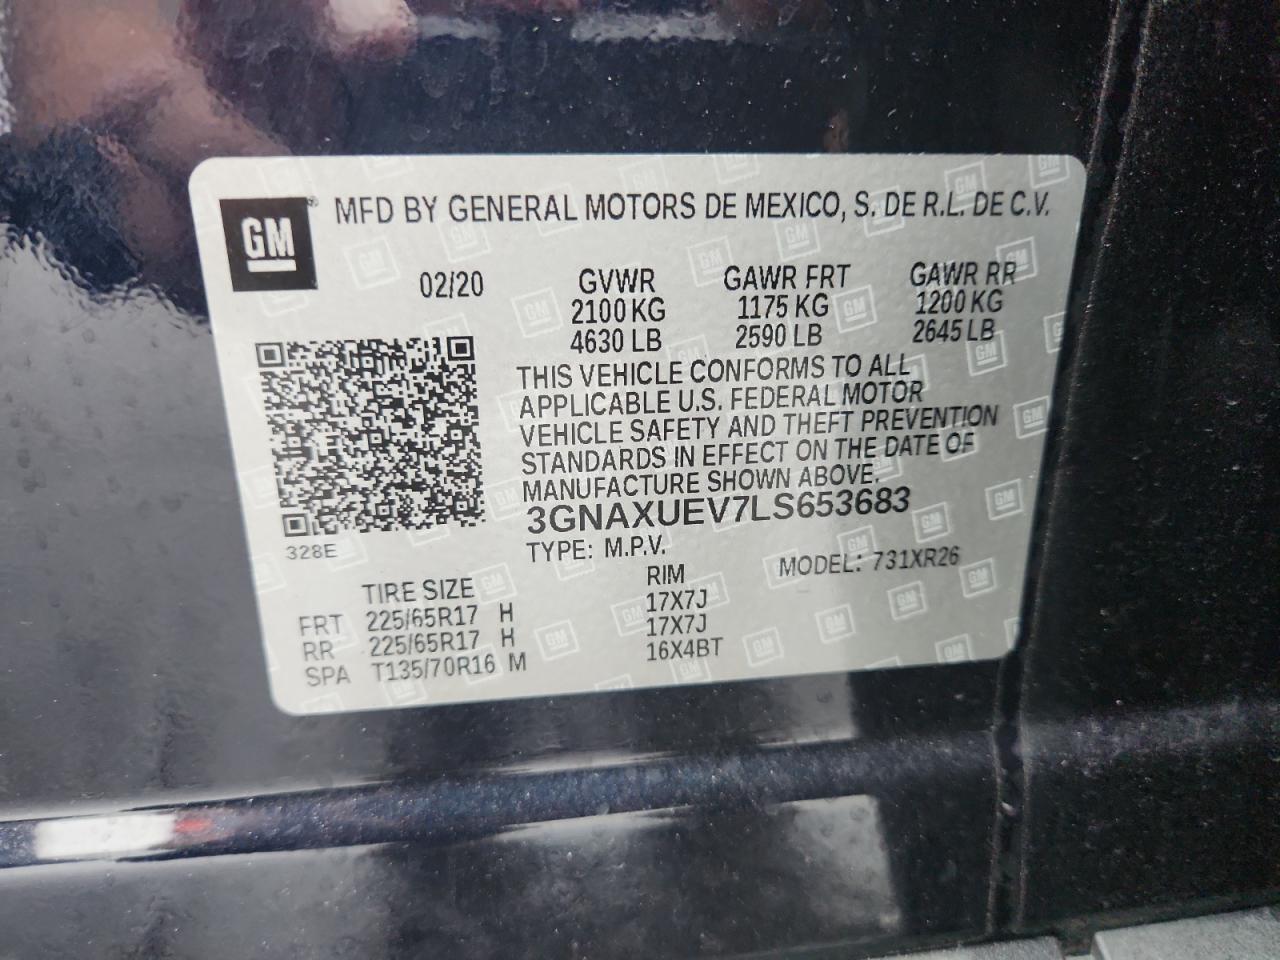 GM ® MFD BY GENERAL MOTORS DE MEXICO, S. DE R.L. DE C.V.
02/20 GVWR GAWR FRT GAWR RR
2100 KG 1175 KG 1200 KG
4630 LB 2590 LB 2645 LB
THIS VEHICLE CONFORMS TO ALL
APPLICABLE U.S. FEDERAL MOTOR
VEHICLE SAFETY AND THEFT PREVENTION
STANDARDS IN EFFECT ON THE DATE OF
MANUFACTURE SHOWN ABOVE.
3GNAXUEV7LS653683
328E TYPE: M.P.V. MODEL: 731XR26
TIRE SIZE RIM
FRT 225/65R17 H 17X7J
RR 225/65R17 H 17X7J
SPA T135/70R16 M 16X4BT